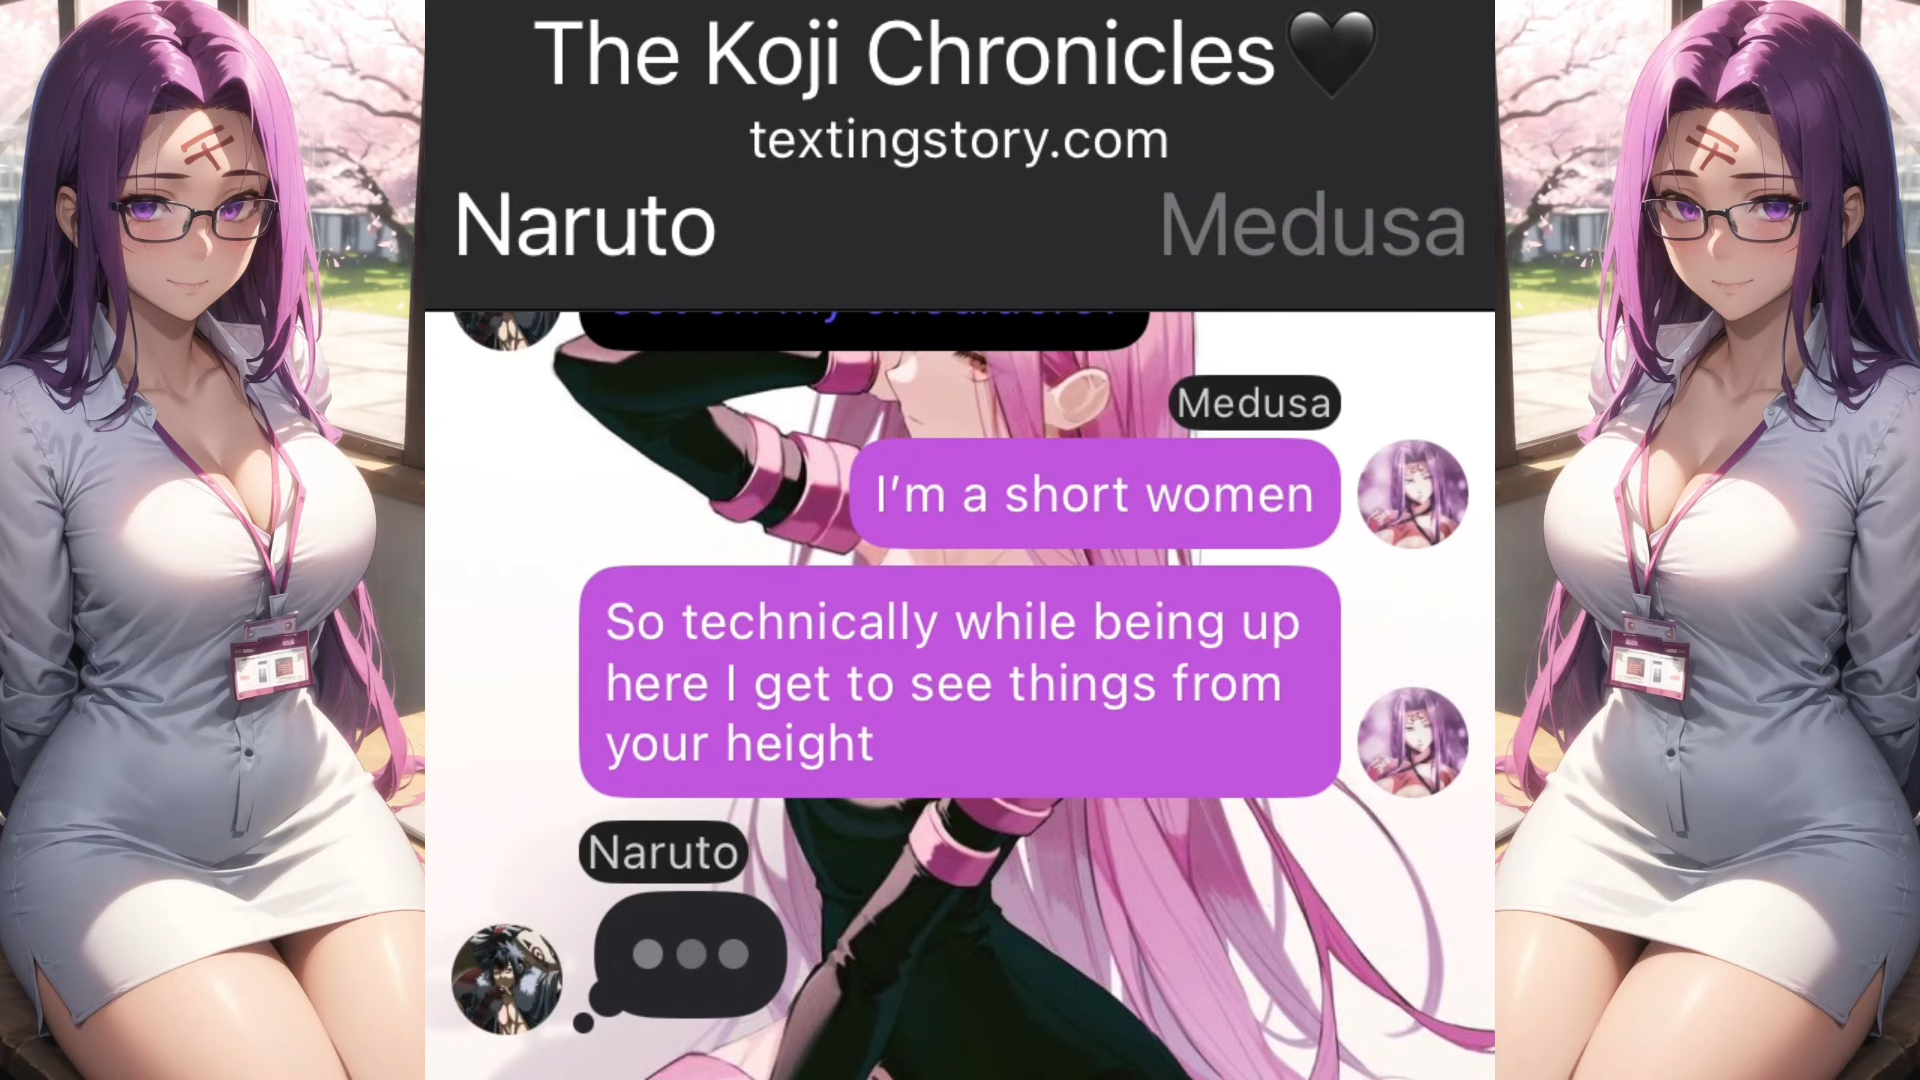 The Koji Chronicles🖤
textingstory.com
Naruto
Medusa
Medusa
I’m a short women
So technically while being up
here I get to see things from
your height
Naruto